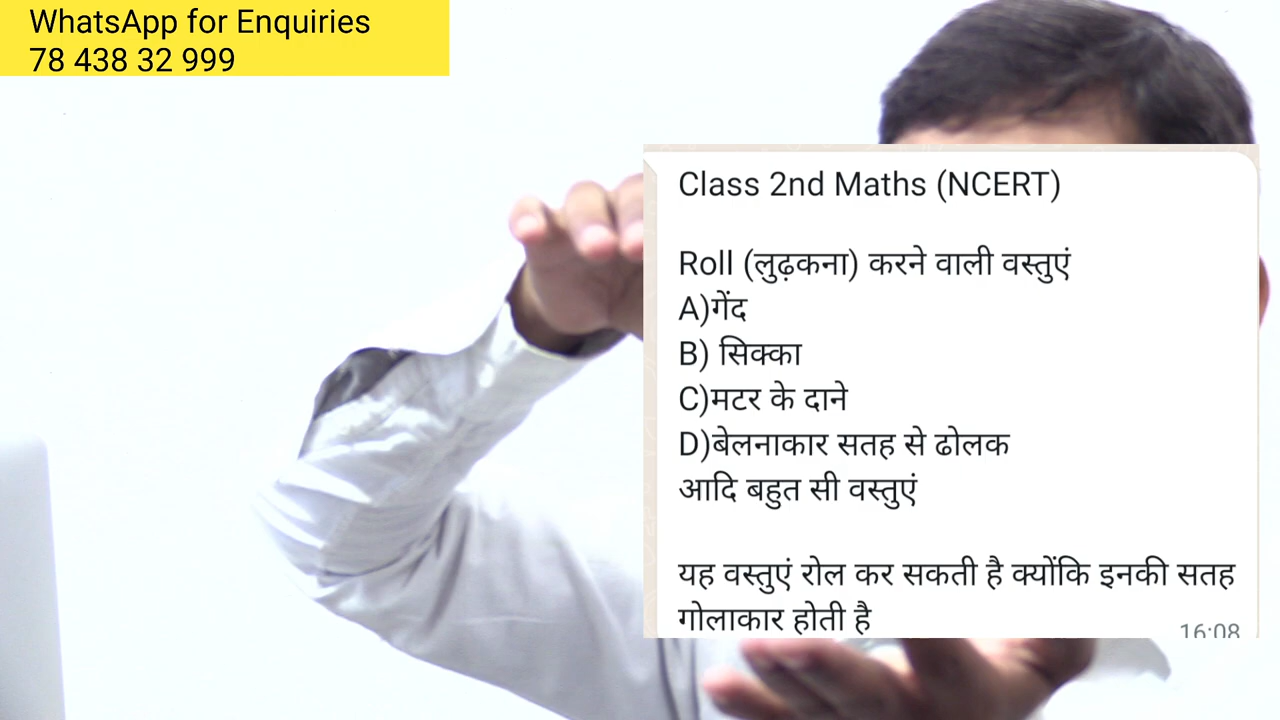 WhatsApp for Enquiries
78 438 32 999
Class 2nd Maths (NCERT)
Roll (लुढ़कना) करने वाली वस्तुएं
A)गेंद
B) सिक्का
C)मटर के दाने
D)बेलनाकार सतह से ढोलक
आदि बहुत सी वस्तुएं
यह वस्तुएं रोल कर सकती है क्योंकि इनकी सतह
गोलाकार होती है
16:08